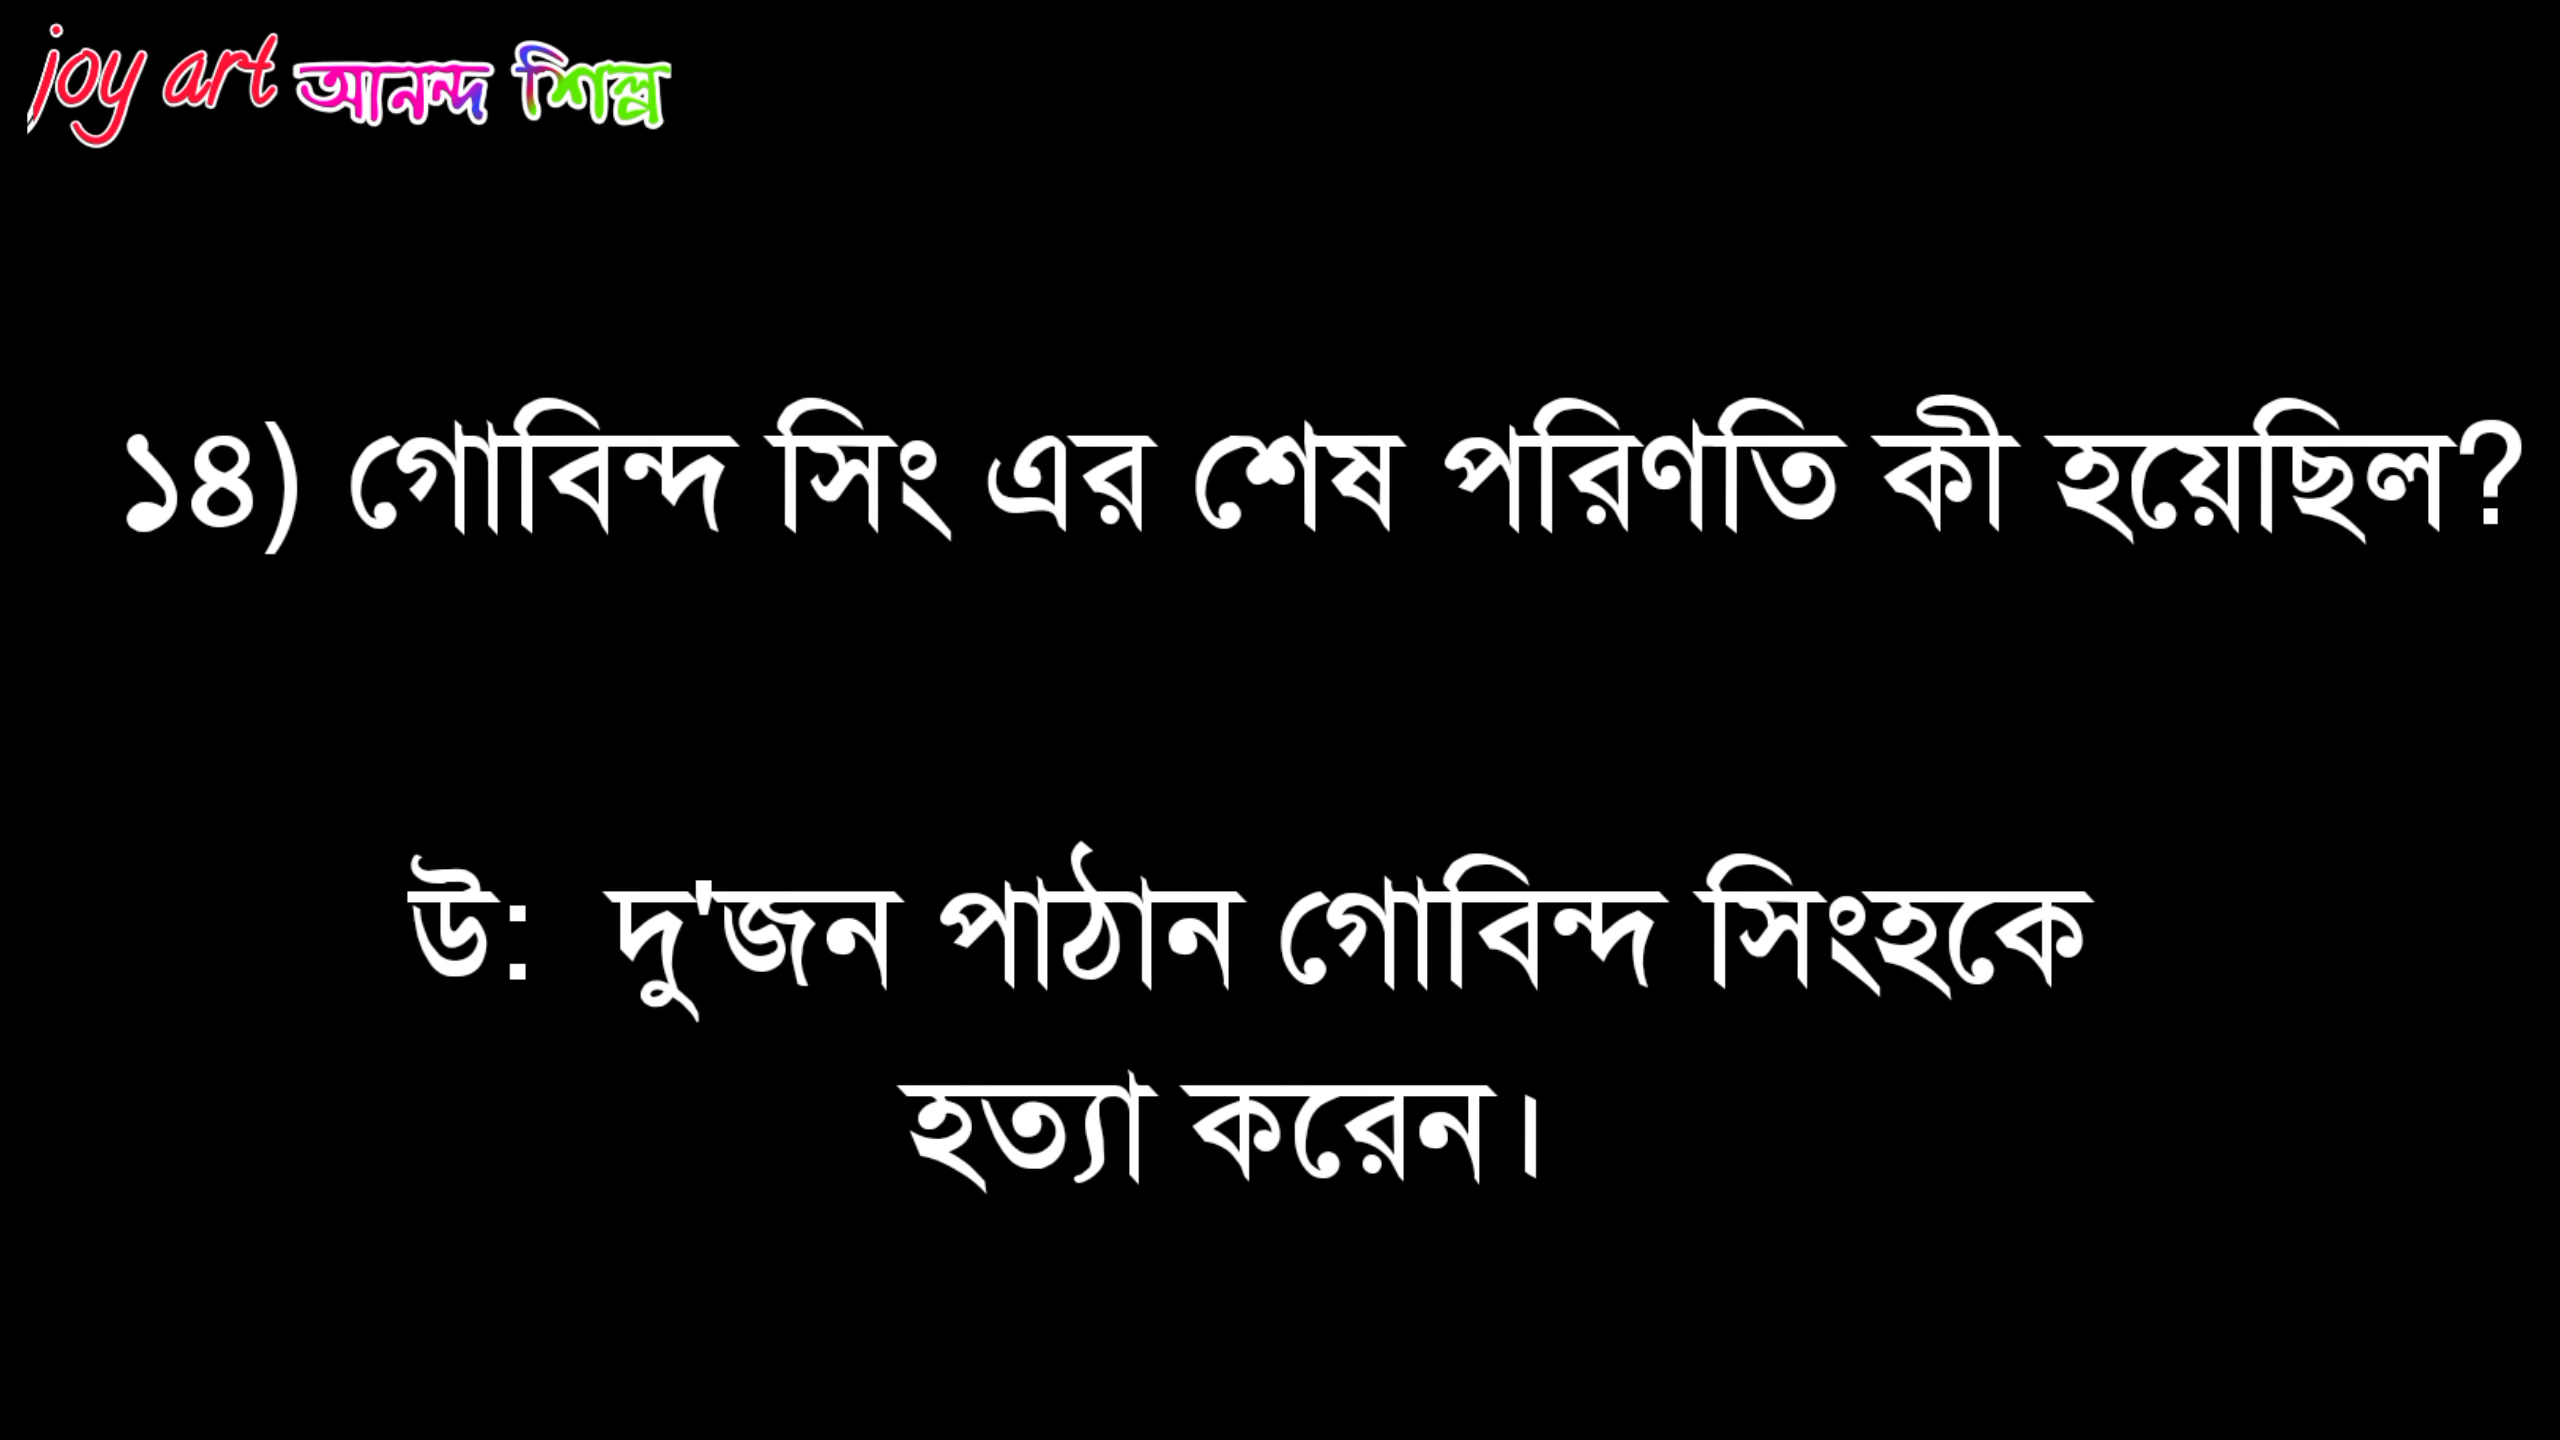 joy art আনন্দ শিল্প
১৪) গোবিন্দ সিং এর শেষ পরিণতি কী হয়েছিল?
উ: দু'জন পাঠান গোবিন্দ সিংহকে
হত্যা করেন।